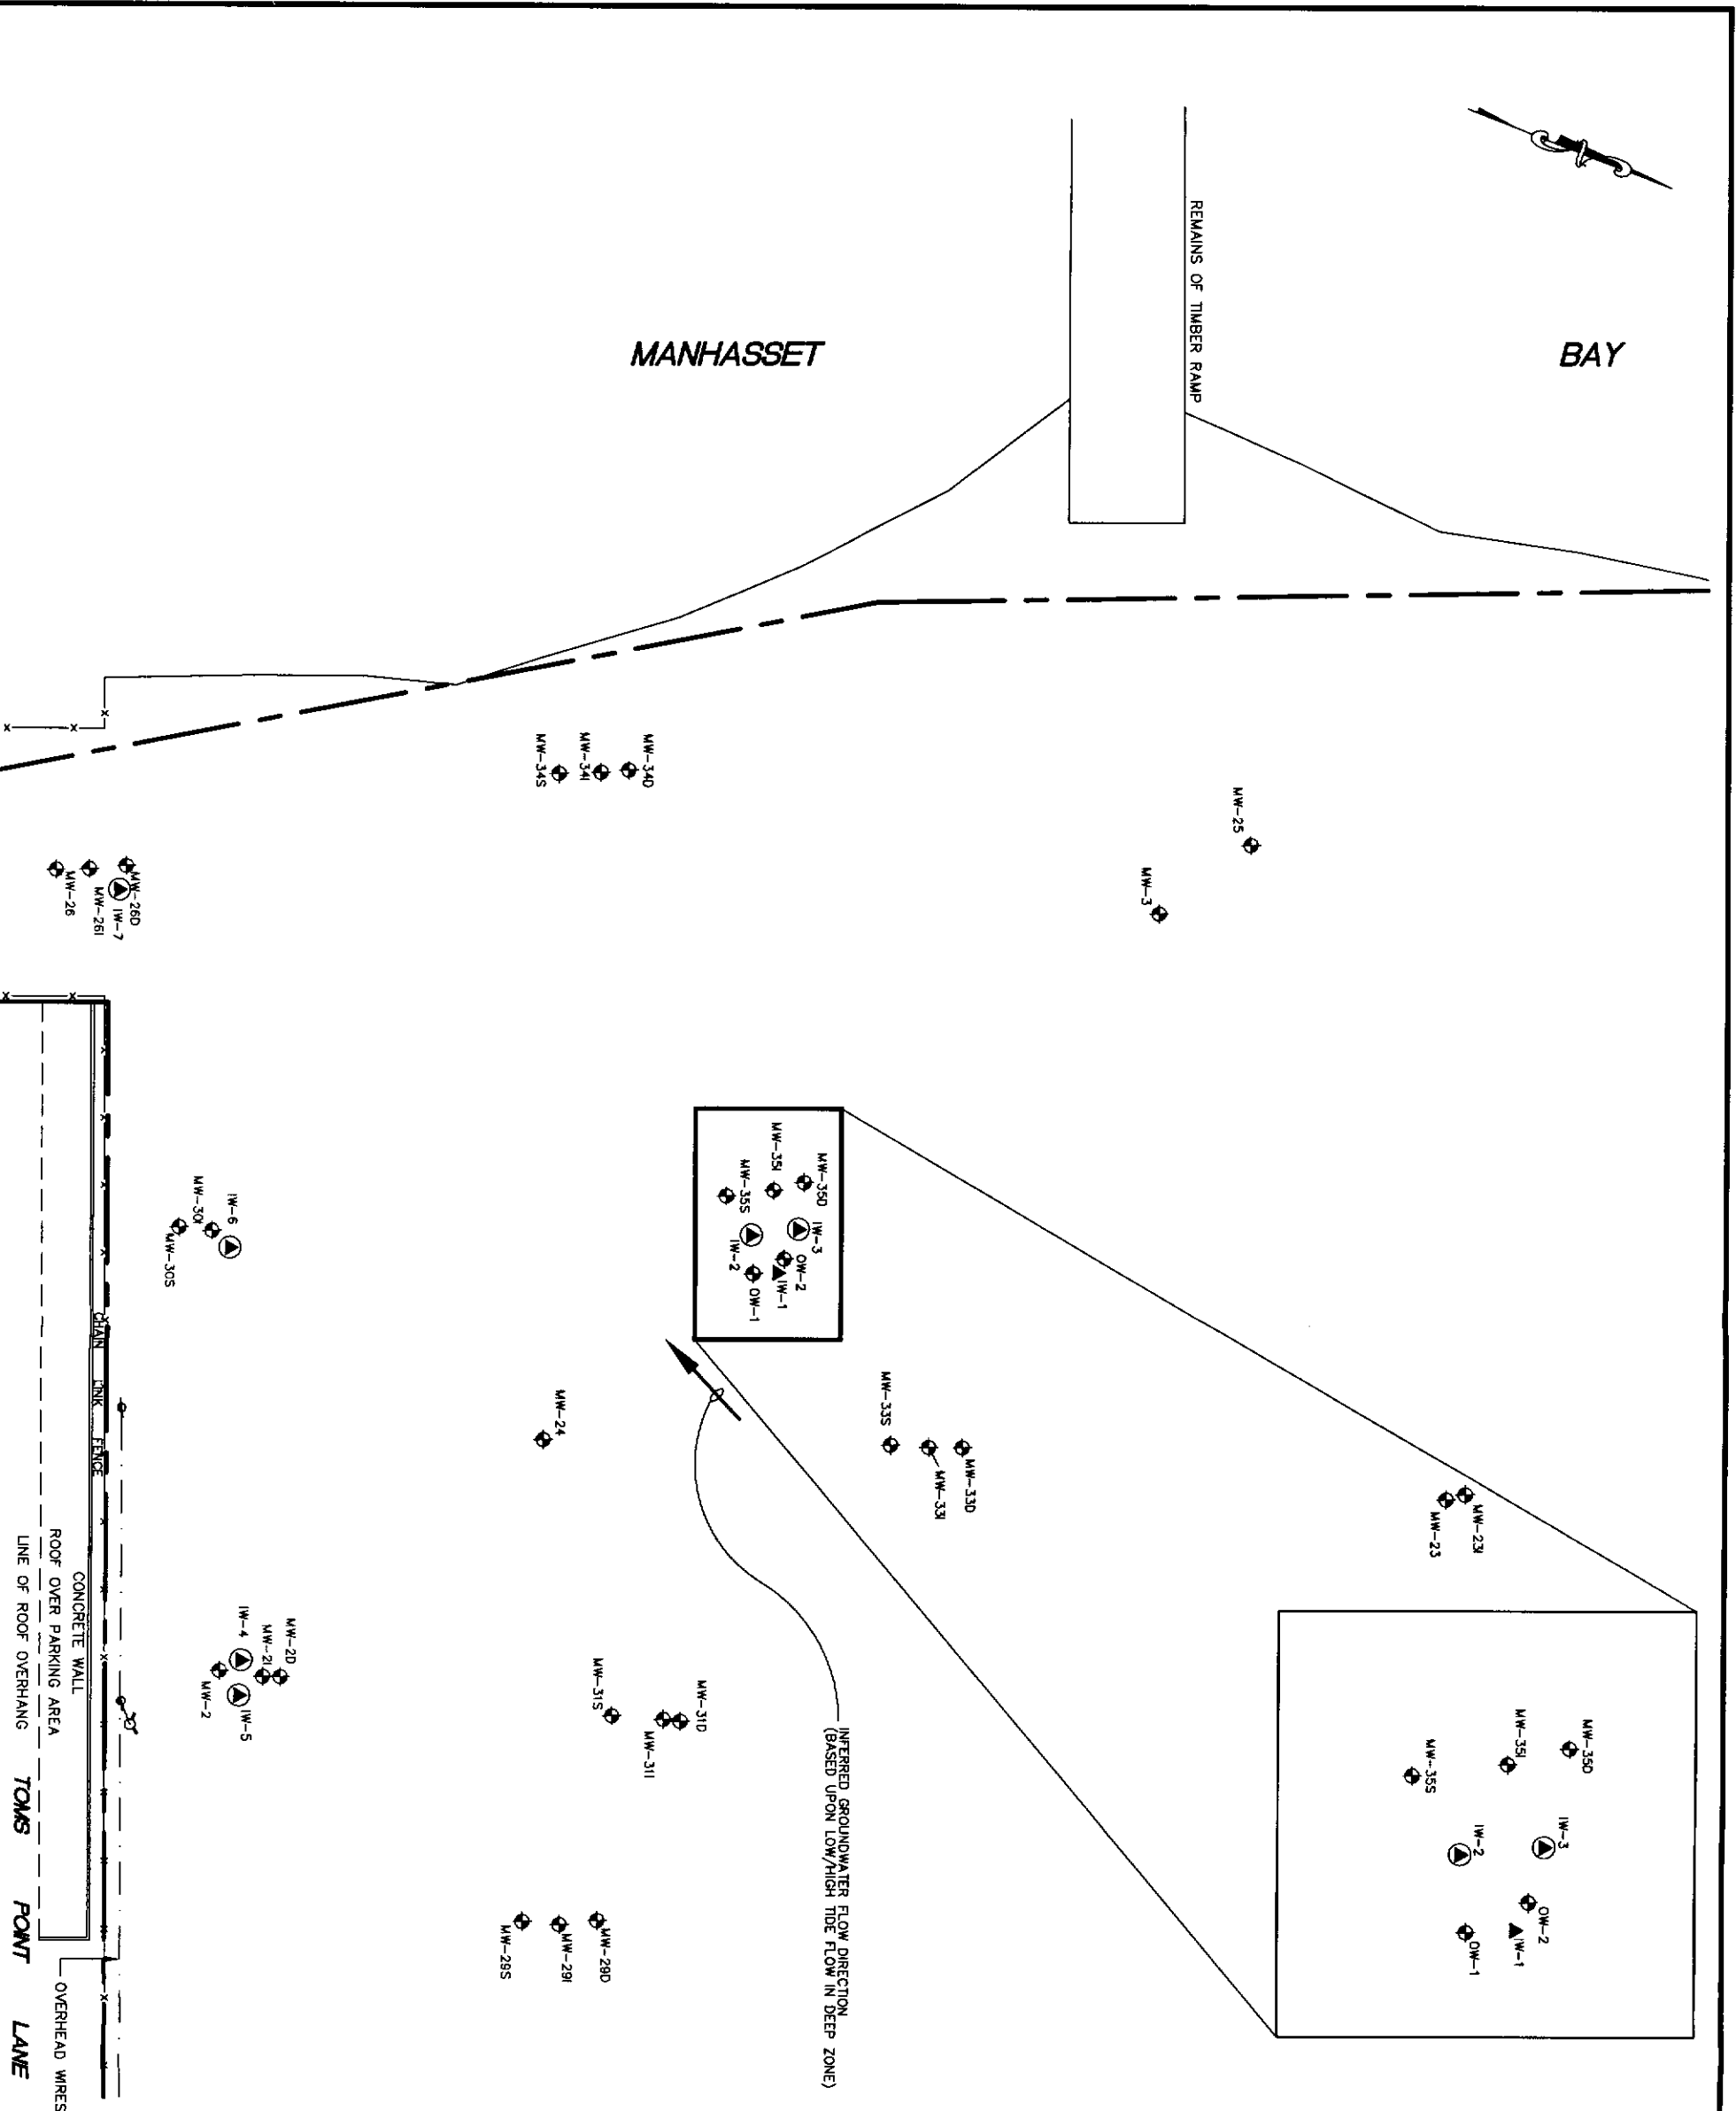 MANHASSET
BAY
REMAINS OF TIMBER RAMP
MW-25
MW-3
MW-34D
MW-34I
MW-34S
MW-26D
IW-7
MW-26I
MW-26
MW-35D
MW-35I
MW-35S
IW-3
OW-2
IW-1
IW-2
OW-1
IW-6
MW-30I
MW-30S
MW-24
MW-33S
MW-33D
MW-33I
MW-23I
MW-23
MW-35D
MW-35I
MW-35S
IW-3
IW-2
OW-2
IW-1
OW-1
MW-2D
MW-2I
IW-4
IW-5
MW-2
MW-31S
MW-31D
MW-31I
MW-29D
MW-29I
MW-29S
INFERRED GROUNDWATER FLOW DIRECTION
(BASED UPON LOW/HIGH TIDE FLOW IN DEEP ZONE)
CHAIN LINK FENCE
CONCRETE WALL
ROOF OVER PARKING AREA
LINE OF ROOF OVERHANG
OVERHEAD WIRES
TOMS POINT LANE